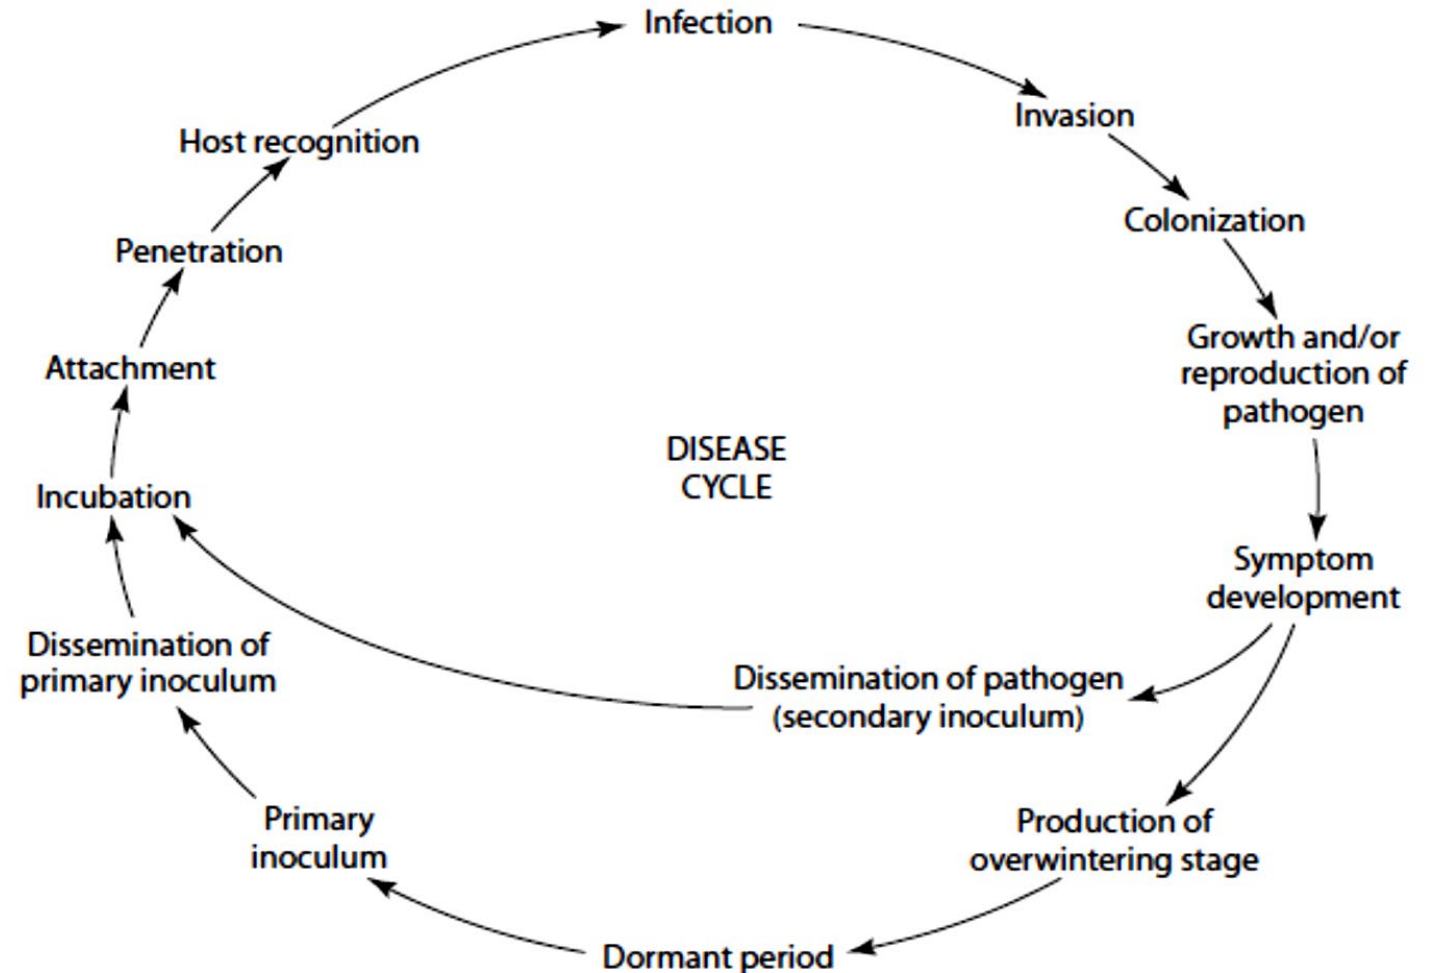 Infection
Invasion
Host recognition
Colonization
Penetration
Growth and/or
reproduction of
pathogen
Attachment
DISEASE
CYCLE
Incubation
Symptom
development
Dissemination of
primary inoculum
Dissemination of pathogen
(secondary inoculum)
Primary
inoculum
Production of
overwintering stage
Dormant period